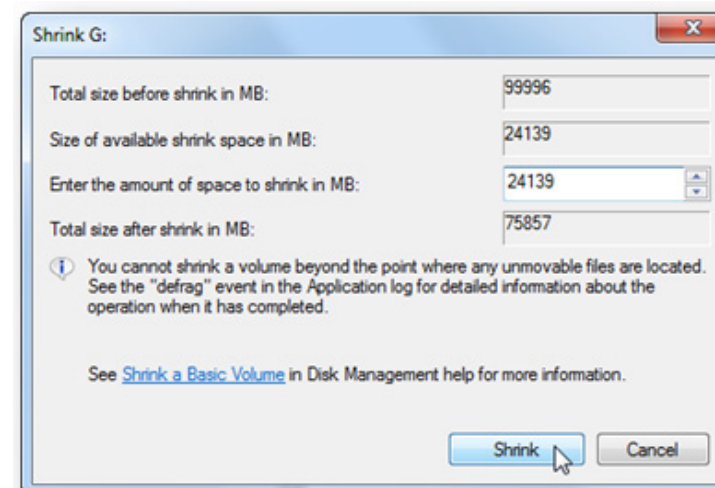 Shrink G:
Total size before shrink in MB: 99996
Size of available shrink space in MB: 24139
Enter the amount of space to shrink in MB: 24139
Total size after shrink in MB: 75857
You cannot shrink a volume beyond the point where any unmovable files are located.
See the "defrag" event in the Application log for detailed information about the
operation when it has completed.
See Shrink a Basic Volume in Disk Management help for more information.
Shrink Cancel